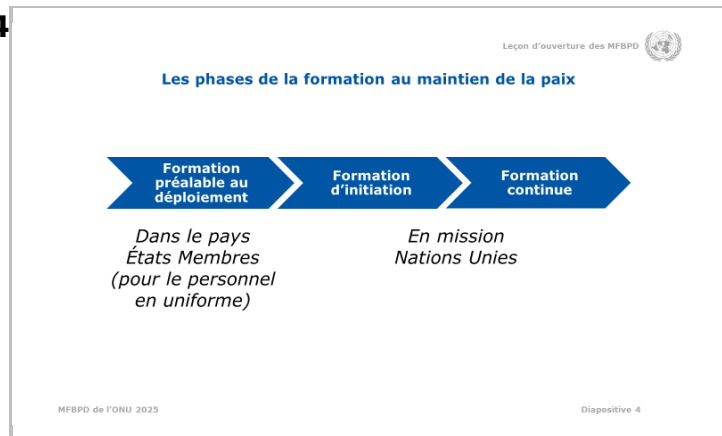 4
Leçon d'ouverture des MFBPD
Les phases de la formation au maintien de la paix
Formation
préalable au
déploiement
Formation
d'initiation
Formation
continue
Dans le pays
États Membres
(pour le personnel
en uniforme)
En mission
Nations Unies
MFBPD de l'ONU 2025
Diapositive 4